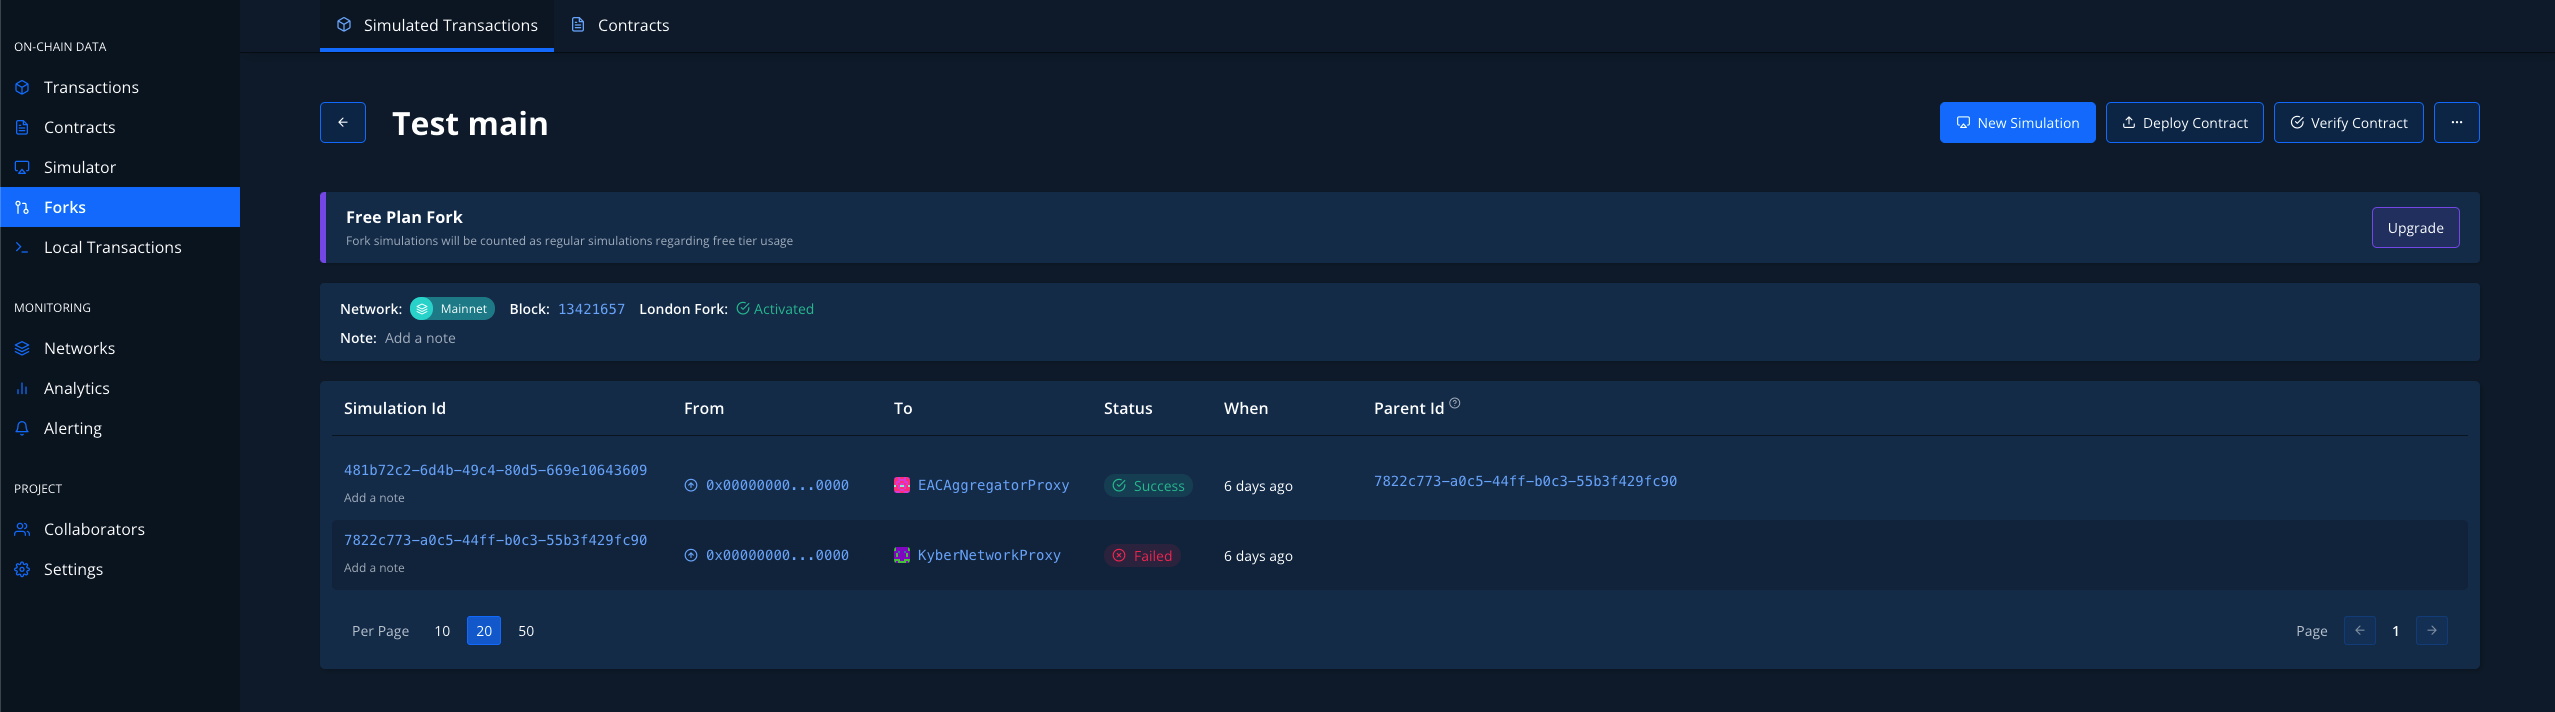 ON-CHAIN DATA
Transactions
Contracts
Simulator
Forks
Local Transactions
MONITORING
Networks
Analytics
Alerting
PROJECT
Collaborators
Settings
Simulated Transactions Contracts
Test main
New Simulation Deploy Contract Verify Contract ...
Free Plan Fork
Fork simulations will be counted as regular simulations regarding free tier usage
Upgrade
Network: Mainnet Block: 13421657 London Fork: Activated
Note: Add a note
Simulation Id From To Status When Parent Id
481b72c2-6d4b-49c4-80d5-669e10643609
Add a note
0x00000000...0000 EACAggregatorProxy Success 6 days ago 7822c773-a0c5-44ff-b0c3-55b3f429fc90
7822c773-a0c5-44ff-b0c3-55b3f429fc90
Add a note
0x00000000...0000 KyberNetworkProxy Failed 6 days ago
Per Page 10 20 50
Page 1